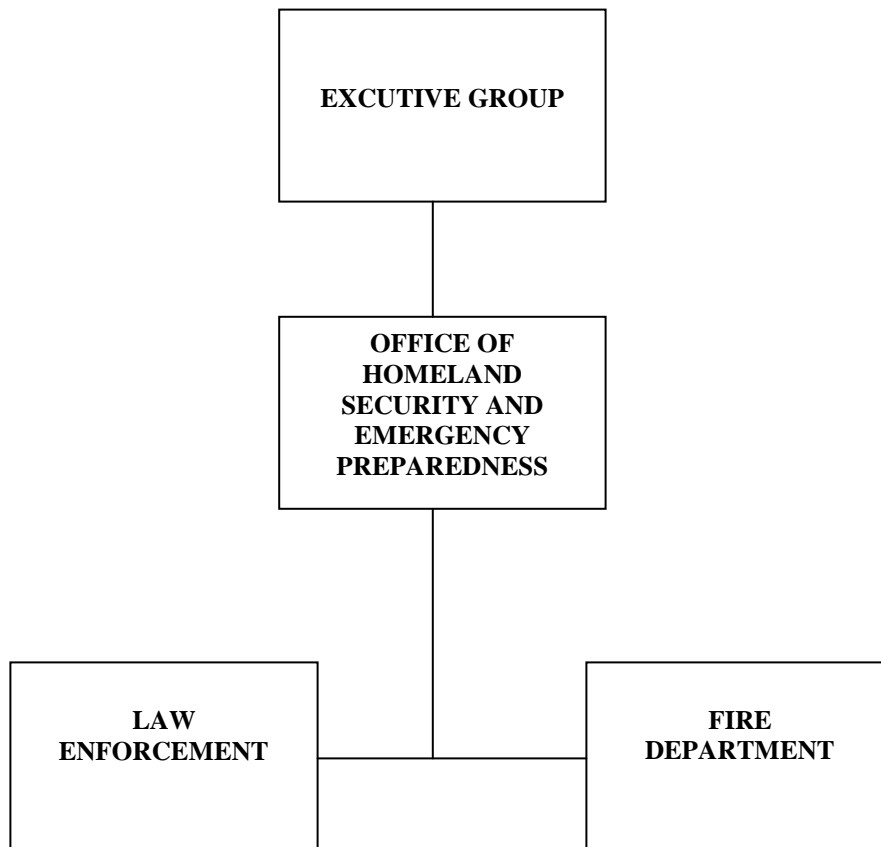 EXCUTIVE GROUP
OFFICE OF
HOMELAND
SECURITY AND
EMERGENCY
PREPAREDNESS
LAW
ENFORCEMENT
FIRE
DEPARTMENT